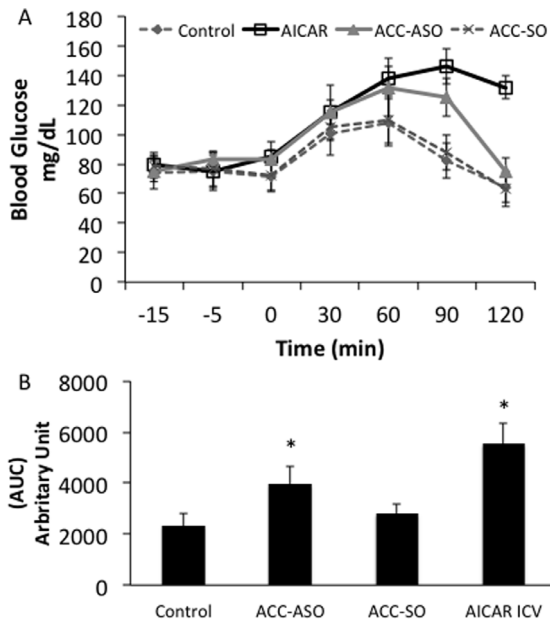 A
Control AICAR ACC-ASO ACC-SO
180
160
140
120
100
80
60
40
20
0
Blood Glucose
mg/dL
-15 -5 0 30 60 90 120
Time (min)
B
8000
6000
4000
2000
0
(AUC)
Arbritary Unit
*
*
Control ACC-ASO ACC-SO AICAR ICV